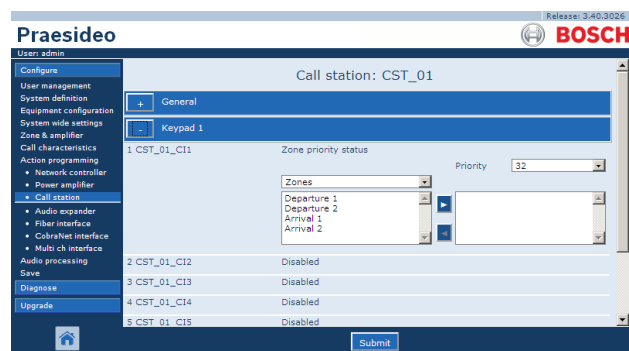 Release: 3.40.3026
Praesideo
BOSCH
User: admin
Configure
User management
System definition
Equipment configuration
System wide settings
Zone & amplifier
Call characteristics
Action programming
• Network controller
• Power amplifier
• Call station
• Audio expander
• Fiber interface
• CobraNet interface
• Multi ch interface
Audio processing
Save
Diagnose
Upgrade
Call station: CST_01
+ General
- Keypad 1
1 CST_01_CI1 Zone priority status
Priority 32
Zones
Departure 1
Departure 2
Arrival 1
Arrival 2
2 CST_01_CI2 Disabled
3 CST_01_CI3 Disabled
4 CST_01_CI4 Disabled
5 CST_01_CI5 Disabled
Submit